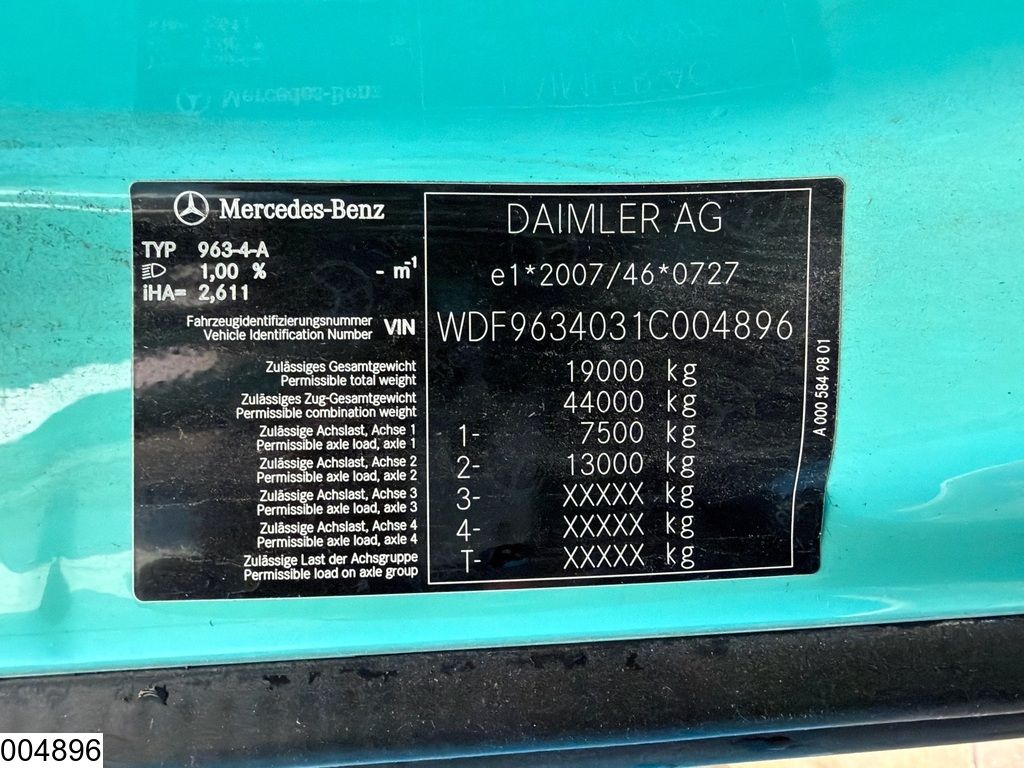 Mercedes-Benz
TYP 963-4-A
1,00 % - m-1
iHA= 2,611
Fahrzeugidentifizierungsnummer
Vehicle Identification Number
VIN
Zulässiges Gesamtgewicht
Permissible total weight
Zulässiges Zug-Gesamtgewicht
Permissible combination weight
Zulässige Achslast, Achse 1
Permissible axle load, axle 1
Zulässige Achslast, Achse 2
Permissible axle load, axle 2
Zulässige Achslast, Achse 3
Permissible axle load, axle 3
Zulässige Achslast, Achse 4
Permissible axle load, axle 4
Zulässige Last der Achsgruppe
Permissible load on axle group
DAIMLER AG
e1*2007/46*0727
WDF9634031C004896
19000 kg
44000 kg
1- 7500 kg
2- 13000 kg
3- XXXXX kg
4- XXXXX kg
T- XXXXX kg
A 000 584 98 01
004896